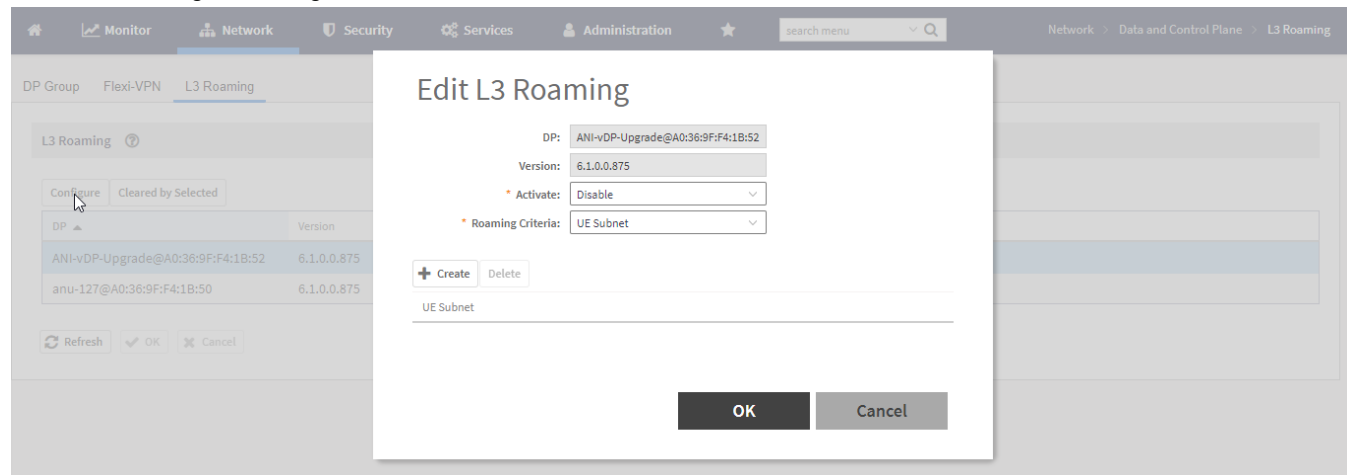 Monitor Network Security Services Administration search menu Network > Data and Control Plane > L3 Roaming
DP Group Flexi-VPN L3 Roaming
L3 Roaming
Configure Cleared by Selected
DP Version
ANI-vDP-Upgrade@A0:36:9F:F4:1B:52 6.1.0.0.875
anu-127@A0:36:9F:F4:1B:50 6.1.0.0.875
Refresh OK Cancel
Edit L3 Roaming
DP: ANI-vDP-Upgrade@A0:36:9F:F4:1B:52
Version: 6.1.0.0.875
* Activate: Disable
* Roaming Criteria: UE Subnet
Create Delete
UE Subnet
OK Cancel